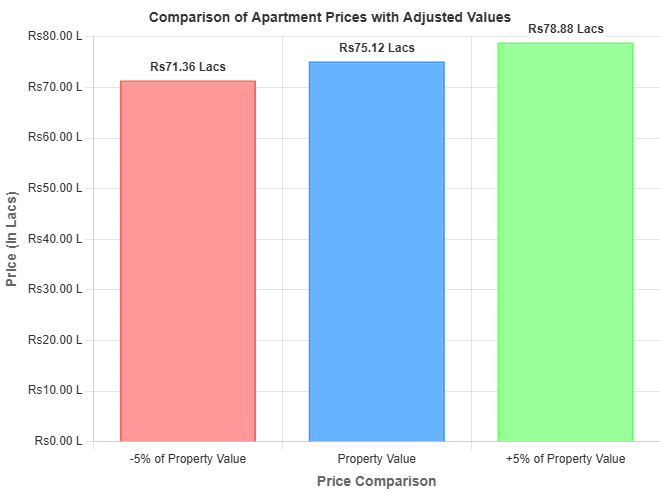 Comparison of Apartment Prices with Adjusted Values
Rs80.00 L
Rs70.00 L
Rs60.00 L
Rs50.00 L
Rs40.00 L
Rs30.00 L
Rs20.00 L
Rs10.00 L
Rs0.00 L
Price (In Lacs)
Rs71.36 Lacs
Rs75.12 Lacs
Rs78.88 Lacs
-5% of Property Value
Property Value
+5% of Property Value
Price Comparison